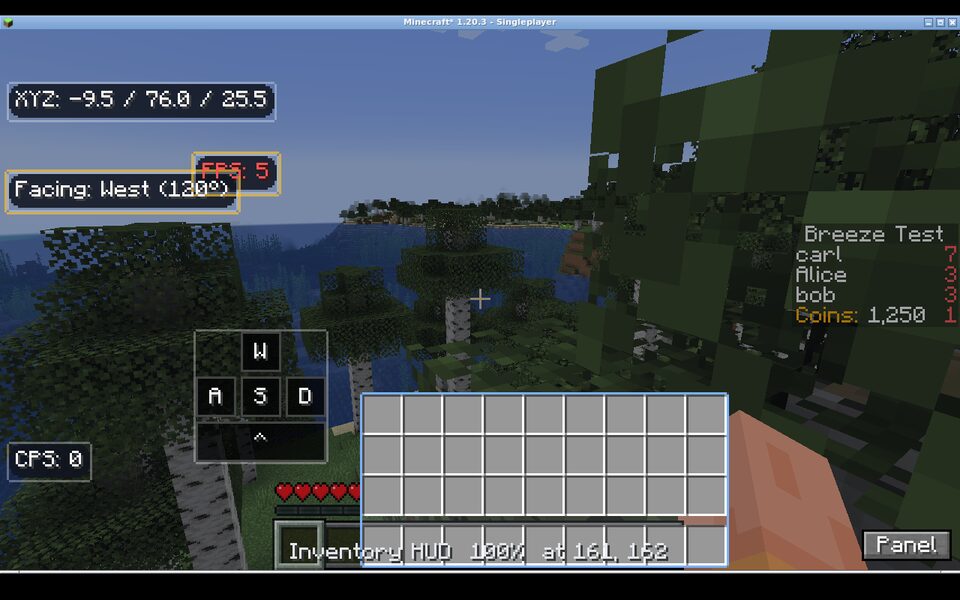 Minecraft* 1.20.3 - Singleplayer
XYZ: -9.5 / 76.0 / 25.5
FPS: 5
Facing: West (120°)
Breeze Test
carl 7
Alice 3
bob 3
Coins: 1,250 1
W
A S D
^
CPS: 0
Inventory HUD 100% at 161, 162
Panel